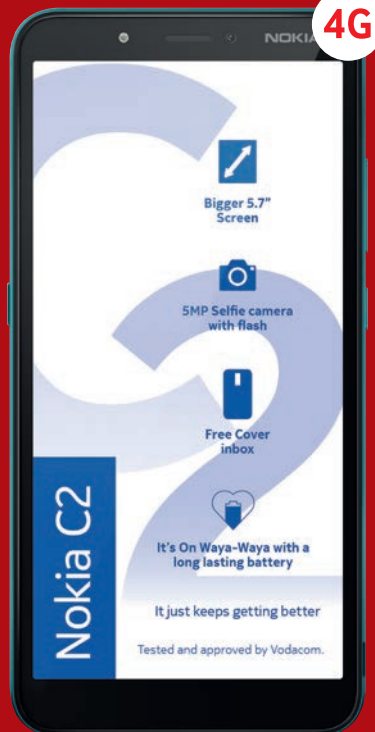 4G
NOKIA
Bigger 5.7"
Screen
5MP Selfie camera
with flash
Free Cover
inbox
It's On Waya-Waya with a
long lasting battery
It just keeps getting better
Tested and approved by Vodacom.
Nokia C2
C2